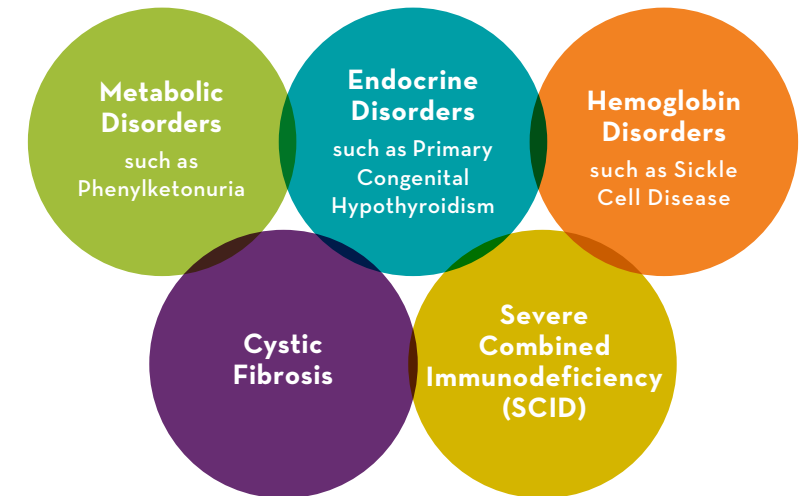 Metabolic
Disorders
such as
Phenylketonuria
Endocrine
Disorders
such as Primary
Congenital
Hypothyroidism
Hemoglobin
Disorders
such as Sickle
Cell Disease
Cystic
Fibrosis
Severe
Combined
Immunodeficiency
(SCID)